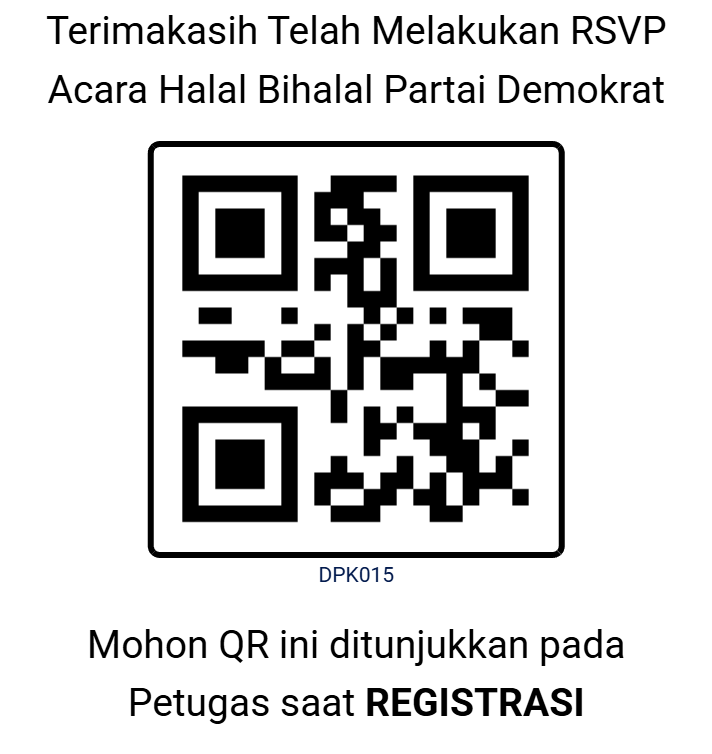 Terimakasih Telah Melakukan RSVP
Acara Halal Bihalal Partai Demokrat
DPK015
Mohon QR ini ditunjukkan pada
Petugas saat REGISTRASI